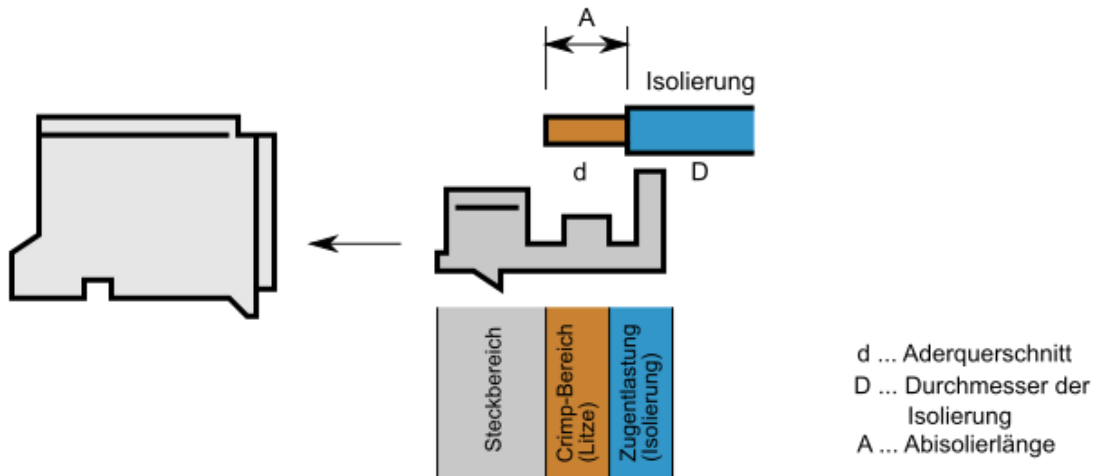 A
Isolierung
d
D
Steckbereich
Crimp-Bereich
(Litze)
Zugentlastung
(Isolierung)
d ... Aderquerschnitt
D ... Durchmesser der
Isolierung
A ... Abisolierlänge